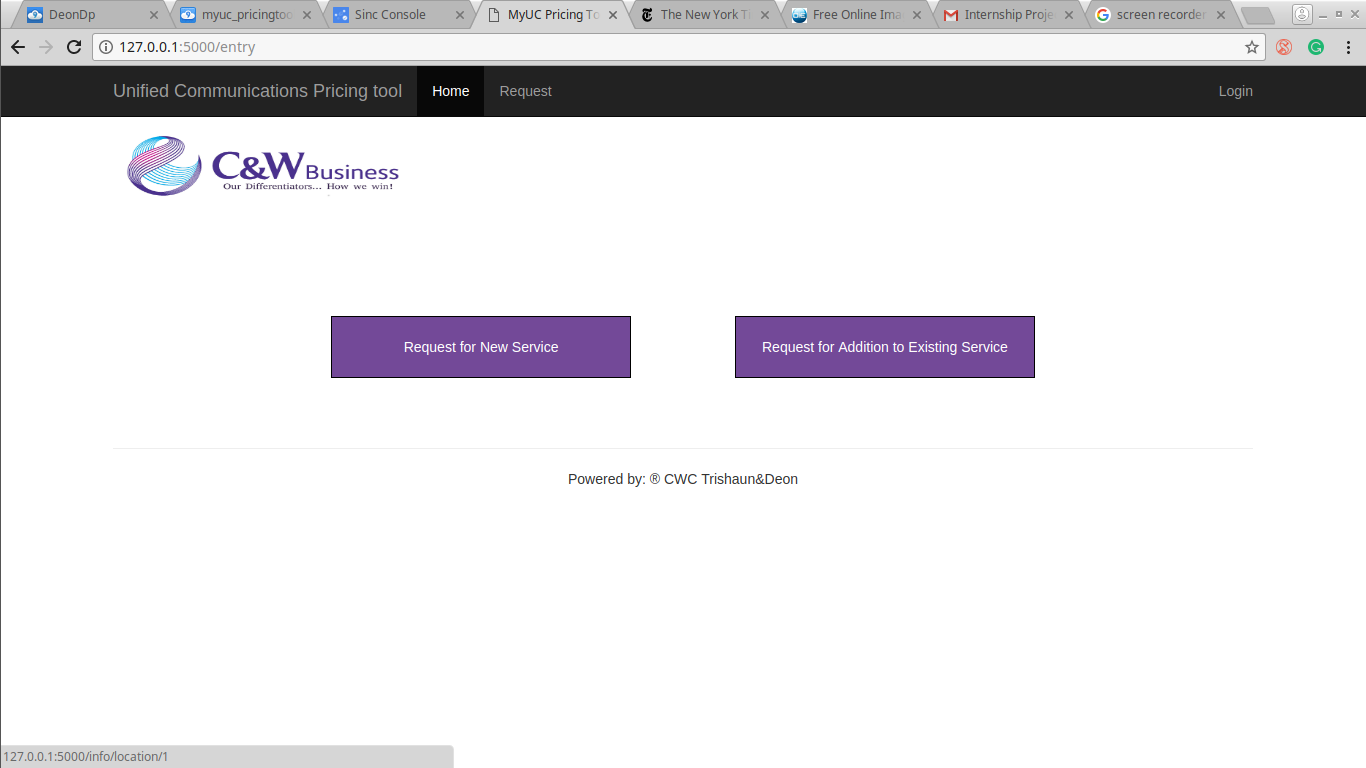 DeonDp
myuc_pricingtoo
Sinc Console
MyUC Pricing To
The New York Ti
Free Online Ima
Internship Proje
screen recorder
127.0.0.1:5000/entry
Unified Communications Pricing tool
Home
Request
Login
C&W Business
Our Differentiators... How we win!
Request for New Service
Request for Addition to Existing Service
Powered by: ® CWC Trishaun&Deon
127.0.0.1:5000/info/location/1